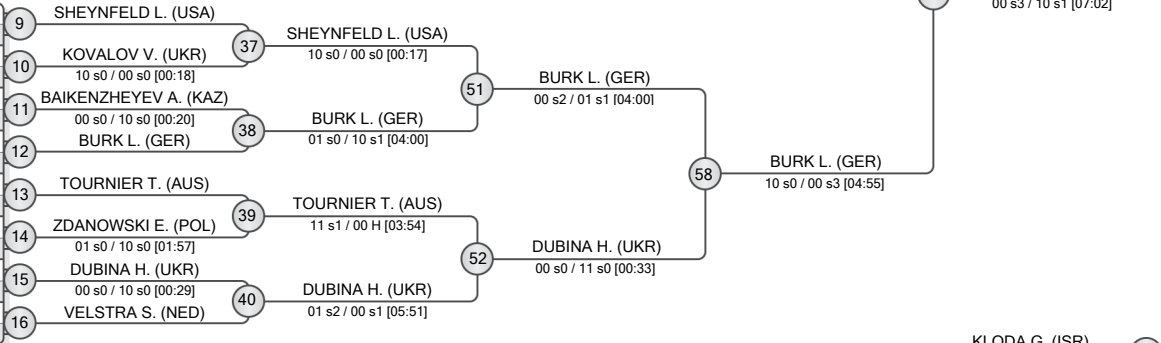 00 s3 / 10 s1 [07:02]
9
SHEYNFELD L. (USA)
10
KOVALOV V. (UKR)
10 s0 / 00 s0 [00:18]
11
BAIKENZHEYEV A. (KAZ)
00 s0 / 10 s0 [00:20]
12
BURK L. (GER)
13
TOURNIER T. (AUS)
14
ZDANOWSKI E. (POL)
01 s0 / 10 s0 [01:57]
15
DUBINA H. (UKR)
00 s0 / 10 s0 [00:29]
16
VELSTRA S. (NED)
37
SHEYNFELD L. (USA)
10 s0 / 00 s0 [00:17]
38
BURK L. (GER)
01 s0 / 10 s1 [04:00]
39
TOURNIER T. (AUS)
11 s1 / 00 H [03:54]
40
DUBINA H. (UKR)
01 s2 / 00 s1 [05:51]
51
BURK L. (GER)
00 s2 / 01 s1 [04:00]
52
DUBINA H. (UKR)
00 s0 / 11 s0 [00:33]
58
BURK L. (GER)
10 s0 / 00 s3 [04:55]
KLODA G. (ISR)